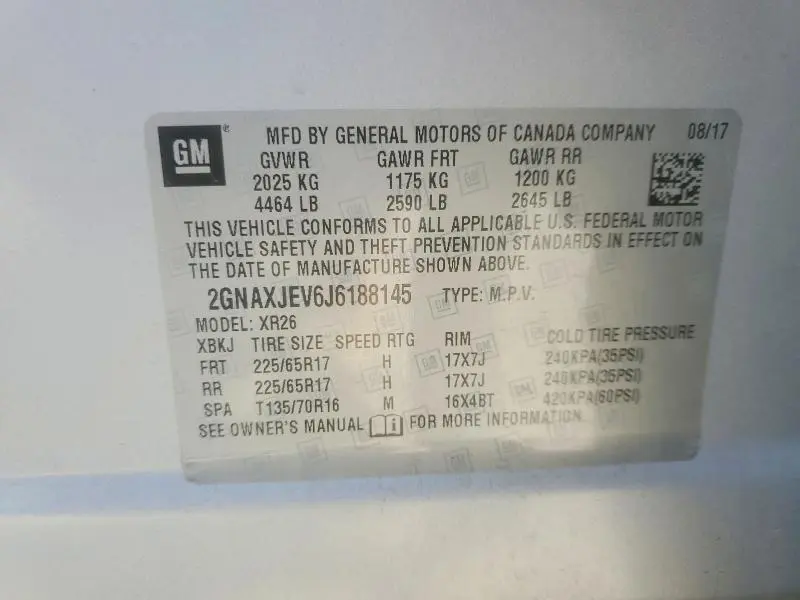 GM® MFD BY GENERAL MOTORS OF CANADA COMPANY 08/17
GVWR GAWR FRT GAWR RR
2025 KG 1175 KG 1200 KG
4464 LB 2590 LB 2645 LB
THIS VEHICLE CONFORMS TO ALL APPLICABLE U.S. FEDERAL MOTOR
VEHICLE SAFETY AND THEFT PREVENTION STANDARDS IN EFFECT ON
THE DATE OF MANUFACTURE SHOWN ABOVE.
2GNAXJEV6J6188145 TYPE: M.P.V.
MODEL: XR26
XBKJ TIRE SIZE SPEED RTG RIM COLD TIRE PRESSURE
FRT 225/65R17 H 17X7J 240KPA(35PSI)
RR 225/65R17 H 17X7J 240KPA(35PSI)
SPA T135/70R16 M 16X4BT 420KPA(60PSI)
SEE OWNER'S MANUAL FOR MORE INFORMATION.